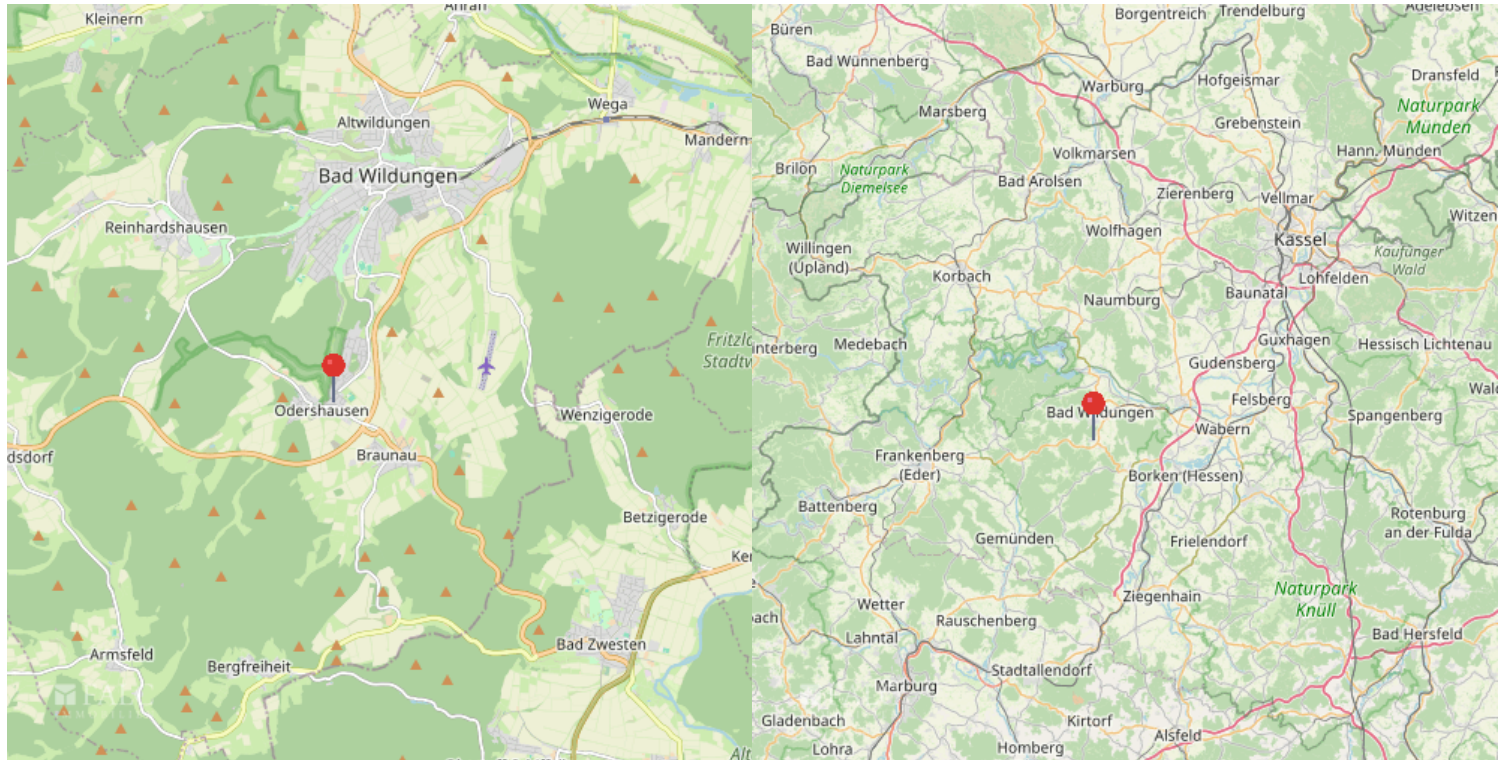 Kleinern
Wega
Altwildungen
Mandern
Bad Wildungen
Reinhardshausen
Odershausen
Wenzigerode
Braunau
Betzigerode
Armsfeld
Bergfreiheit
Bad Zwesten
Borgentreich
Trendelburg
Büren
Bad Wünnenberg
Warburg
Hofgeismar
Dransfeld
Marsberg
Naturpark
Münden
Grebenstein
Volkmarsen
Hann. Münden
Brilon
Naturpark
Diemelsee
Bad Arolsen
Zierenberg
Vellmar
Witzen
Wolfhagen
Kassel
Willingen
(Upland)
Kaufunger
Wald
Korbach
Lohfelden
Baunatal
Naumburg
nterberg
Medebach
Guxhagen
Hessisch Lichtenau
Gudensberg
Felsberg
Bad Wildungen
Spangenberg
Wabern
Frankenberg
(Eder)
Borken (Hessen)
Battenberg
Rotenburg
an der Fulda
Gemünden
Frielendorf
Naturpark
Knüll
Ziegenhain
Wetter
Rauschenberg
Lahntal
Bad Hersfeld
Stadtallendorf
Marburg
Gladenbach
Kirtorf
Alsfeld
Lohra
Homberg